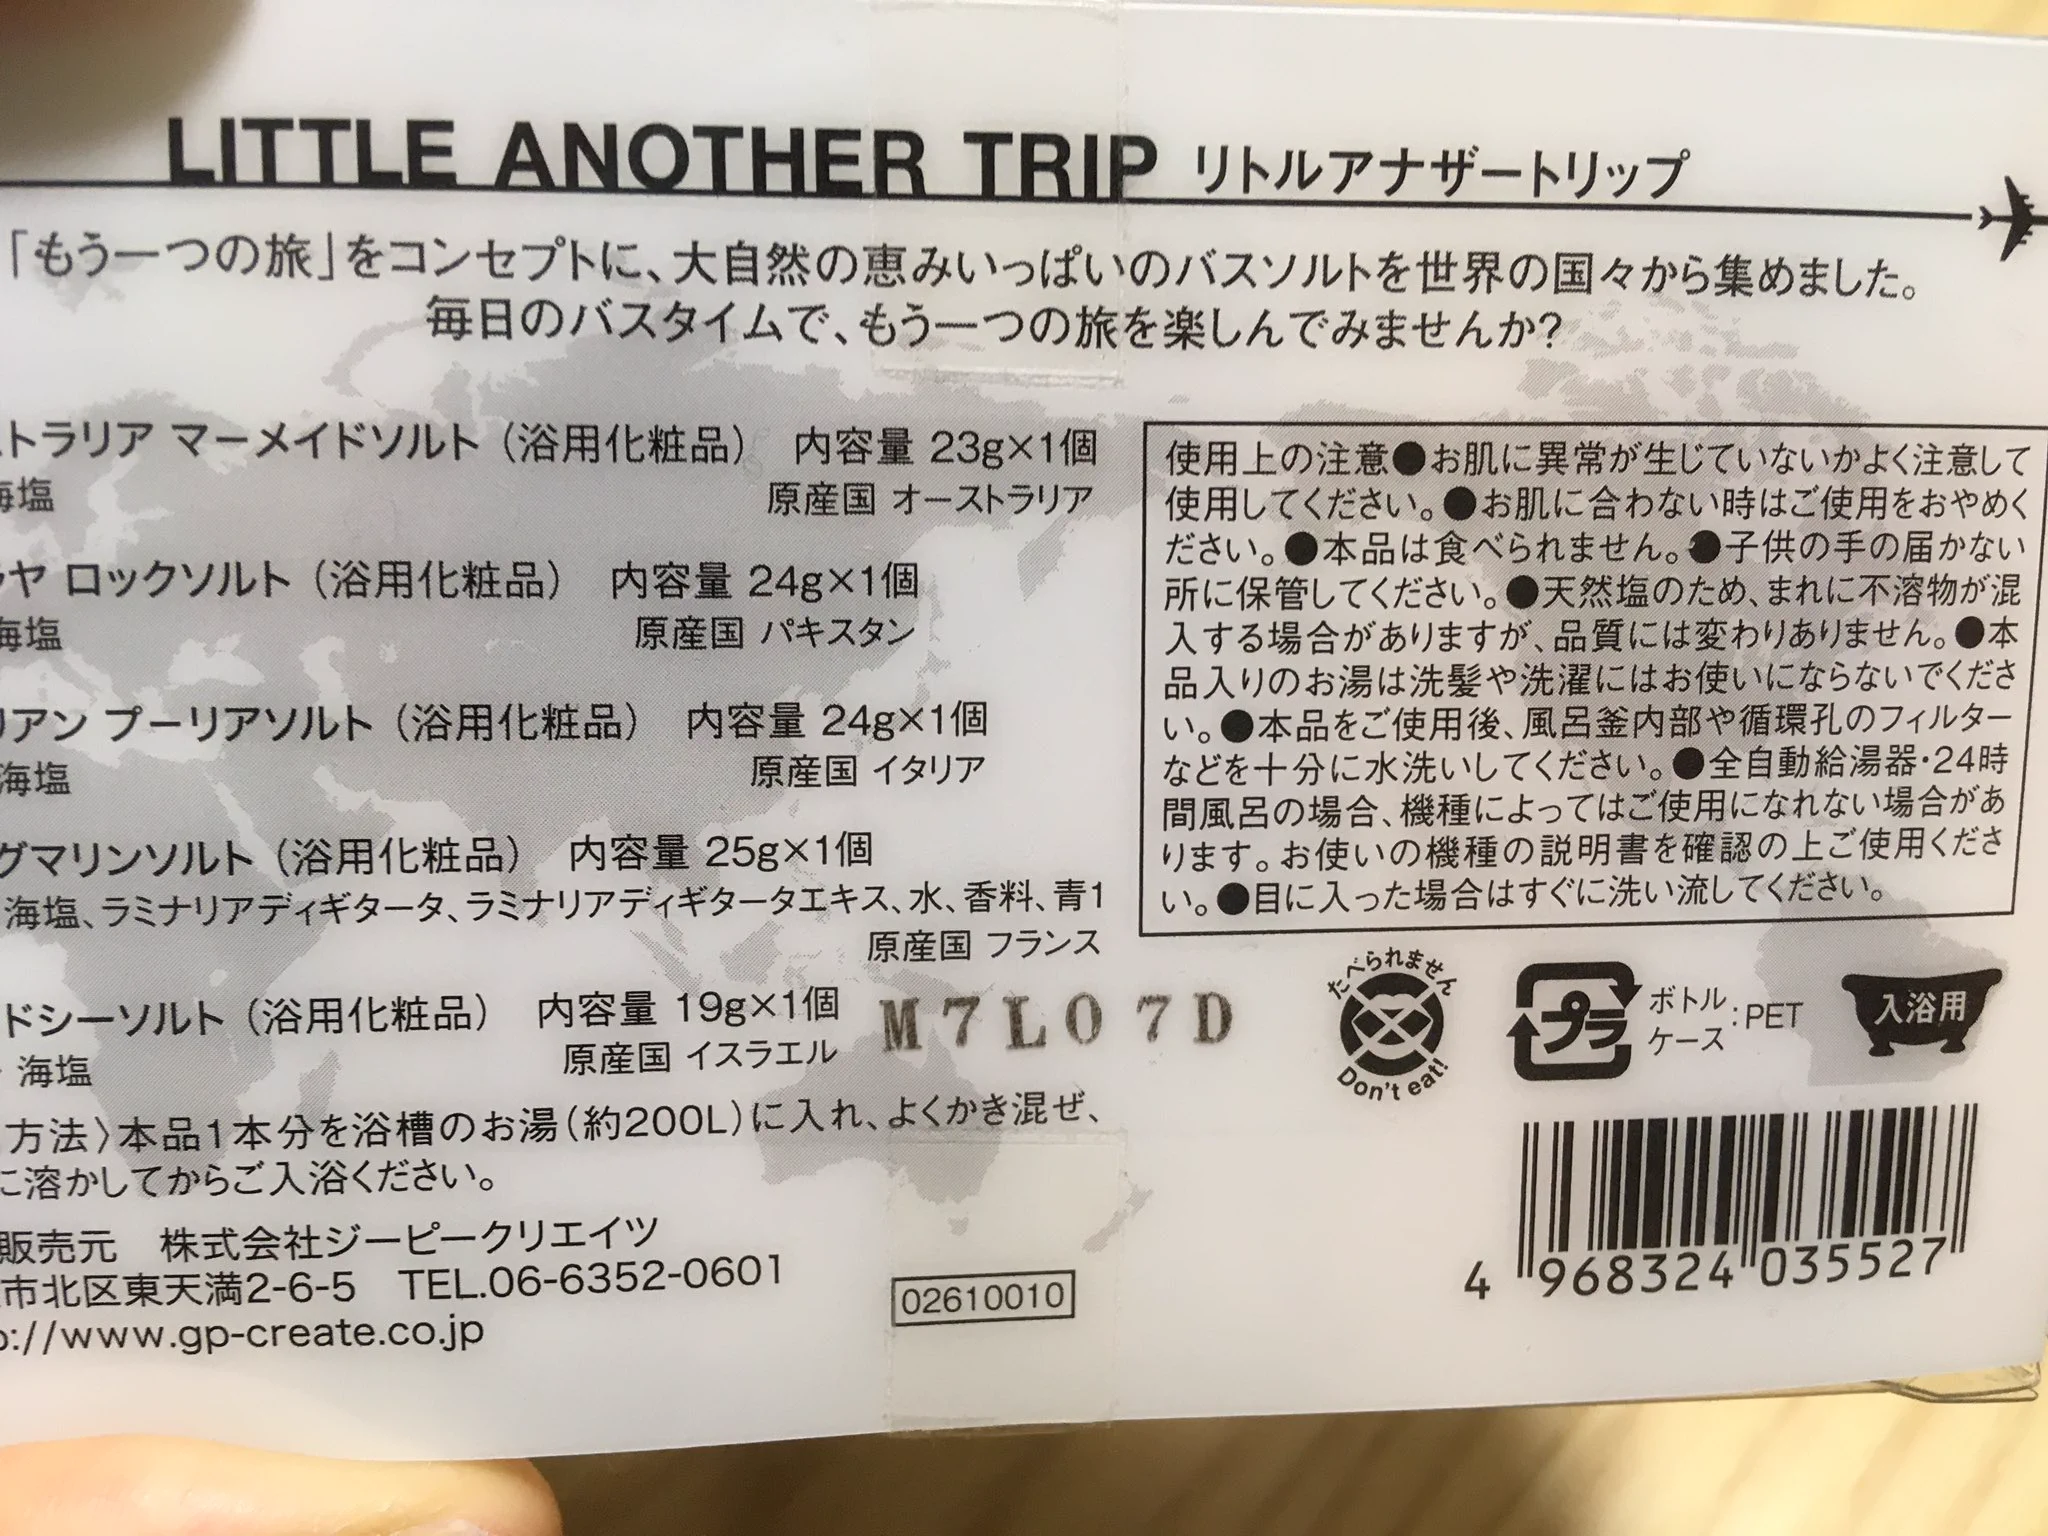 LITTLE ANOTHER TRIP リトルアナザートリップ
「もう一つの旅」をコンセプトに、大自然の恵みいっぱいのバスソルトを世界の国々から集めました。
毎日のバスタイムで、もう一つの旅を楽しんでみませんか？
トラリア マーメイドソルト（浴用化粧品） 内容量 23g×1個
海塩 原産国 オーストラリア
ラヤ ロックソルト（浴用化粧品） 内容量 24g×1個
海塩 原産国 パキスタン
リアン プーリアソルト（浴用化粧品） 内容量 24g×1個
海塩 原産国 イタリア
グマリンソルト（浴用化粧品） 内容量 25g×1個
海塩、ラミナリアディギタータ、ラミナリアディギタータエキス、水、香料、青1
原産国 フランス
ドシーソルト（浴用化粧品） 内容量 19g×1個
海塩 原産国 イスラエル
M7L07D
方法〉本品1本分を浴槽のお湯（約200L）に入れ、よくかき混ぜ、
に溶かしてからご入浴ください。
販売元 株式会社ジーピークリエイツ
市北区東天満2-6-5 TEL.06-6352-0601
://www.gp-create.co.jp
02610010
使用上の注意●お肌に異常が生じていないかよく注意して
使用してください。●お肌に合わない時はご使用をおやめく
ださい。●本品は食べられません。●子供の手の届かない
所に保管してください。●天然塩のため、まれに不溶物が混
入する場合がありますが、品質には変わりありません。●本
品入りのお湯は洗髪や洗濯にはお使いにならないでくださ
い。●本品をご使用後、風呂釜内部や循環孔のフィルター
などを十分に水洗いしてください。●全自動給湯器・24時
間風呂の場合、機種によってはご使用になれない場合があ
ります。お使いの機種の説明書を確認の上ご使用くださ
い。●目に入った場合はすぐに洗い流してください。
たべられません
Don't eat!
プラ
ボトル
ケース :PET
入浴用
4 968324 035527